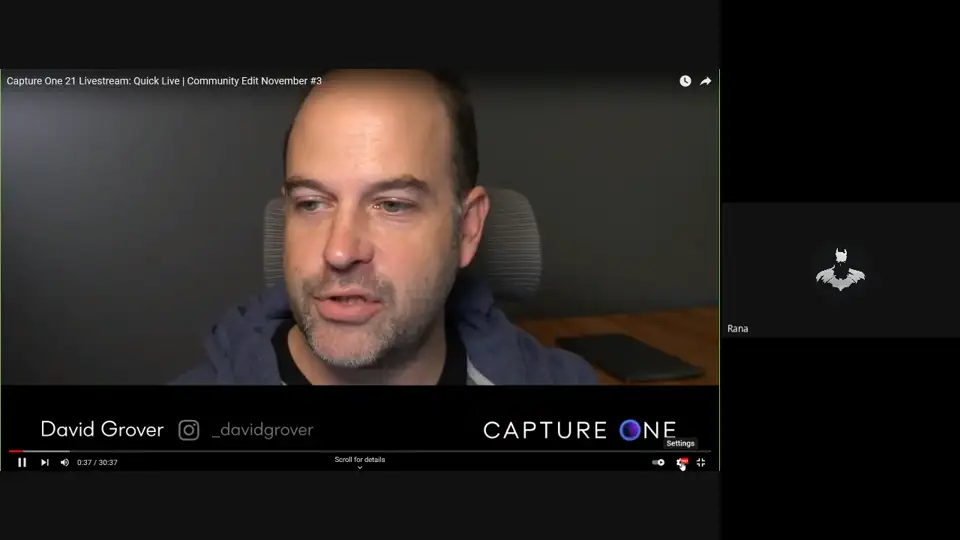 Capture One 21 Livestream: Quick Live | Community Edit November #3
Rana
David Grover _davidgrover CAPTURE ONE
Settings
0:37 / 30:37
Scroll for details